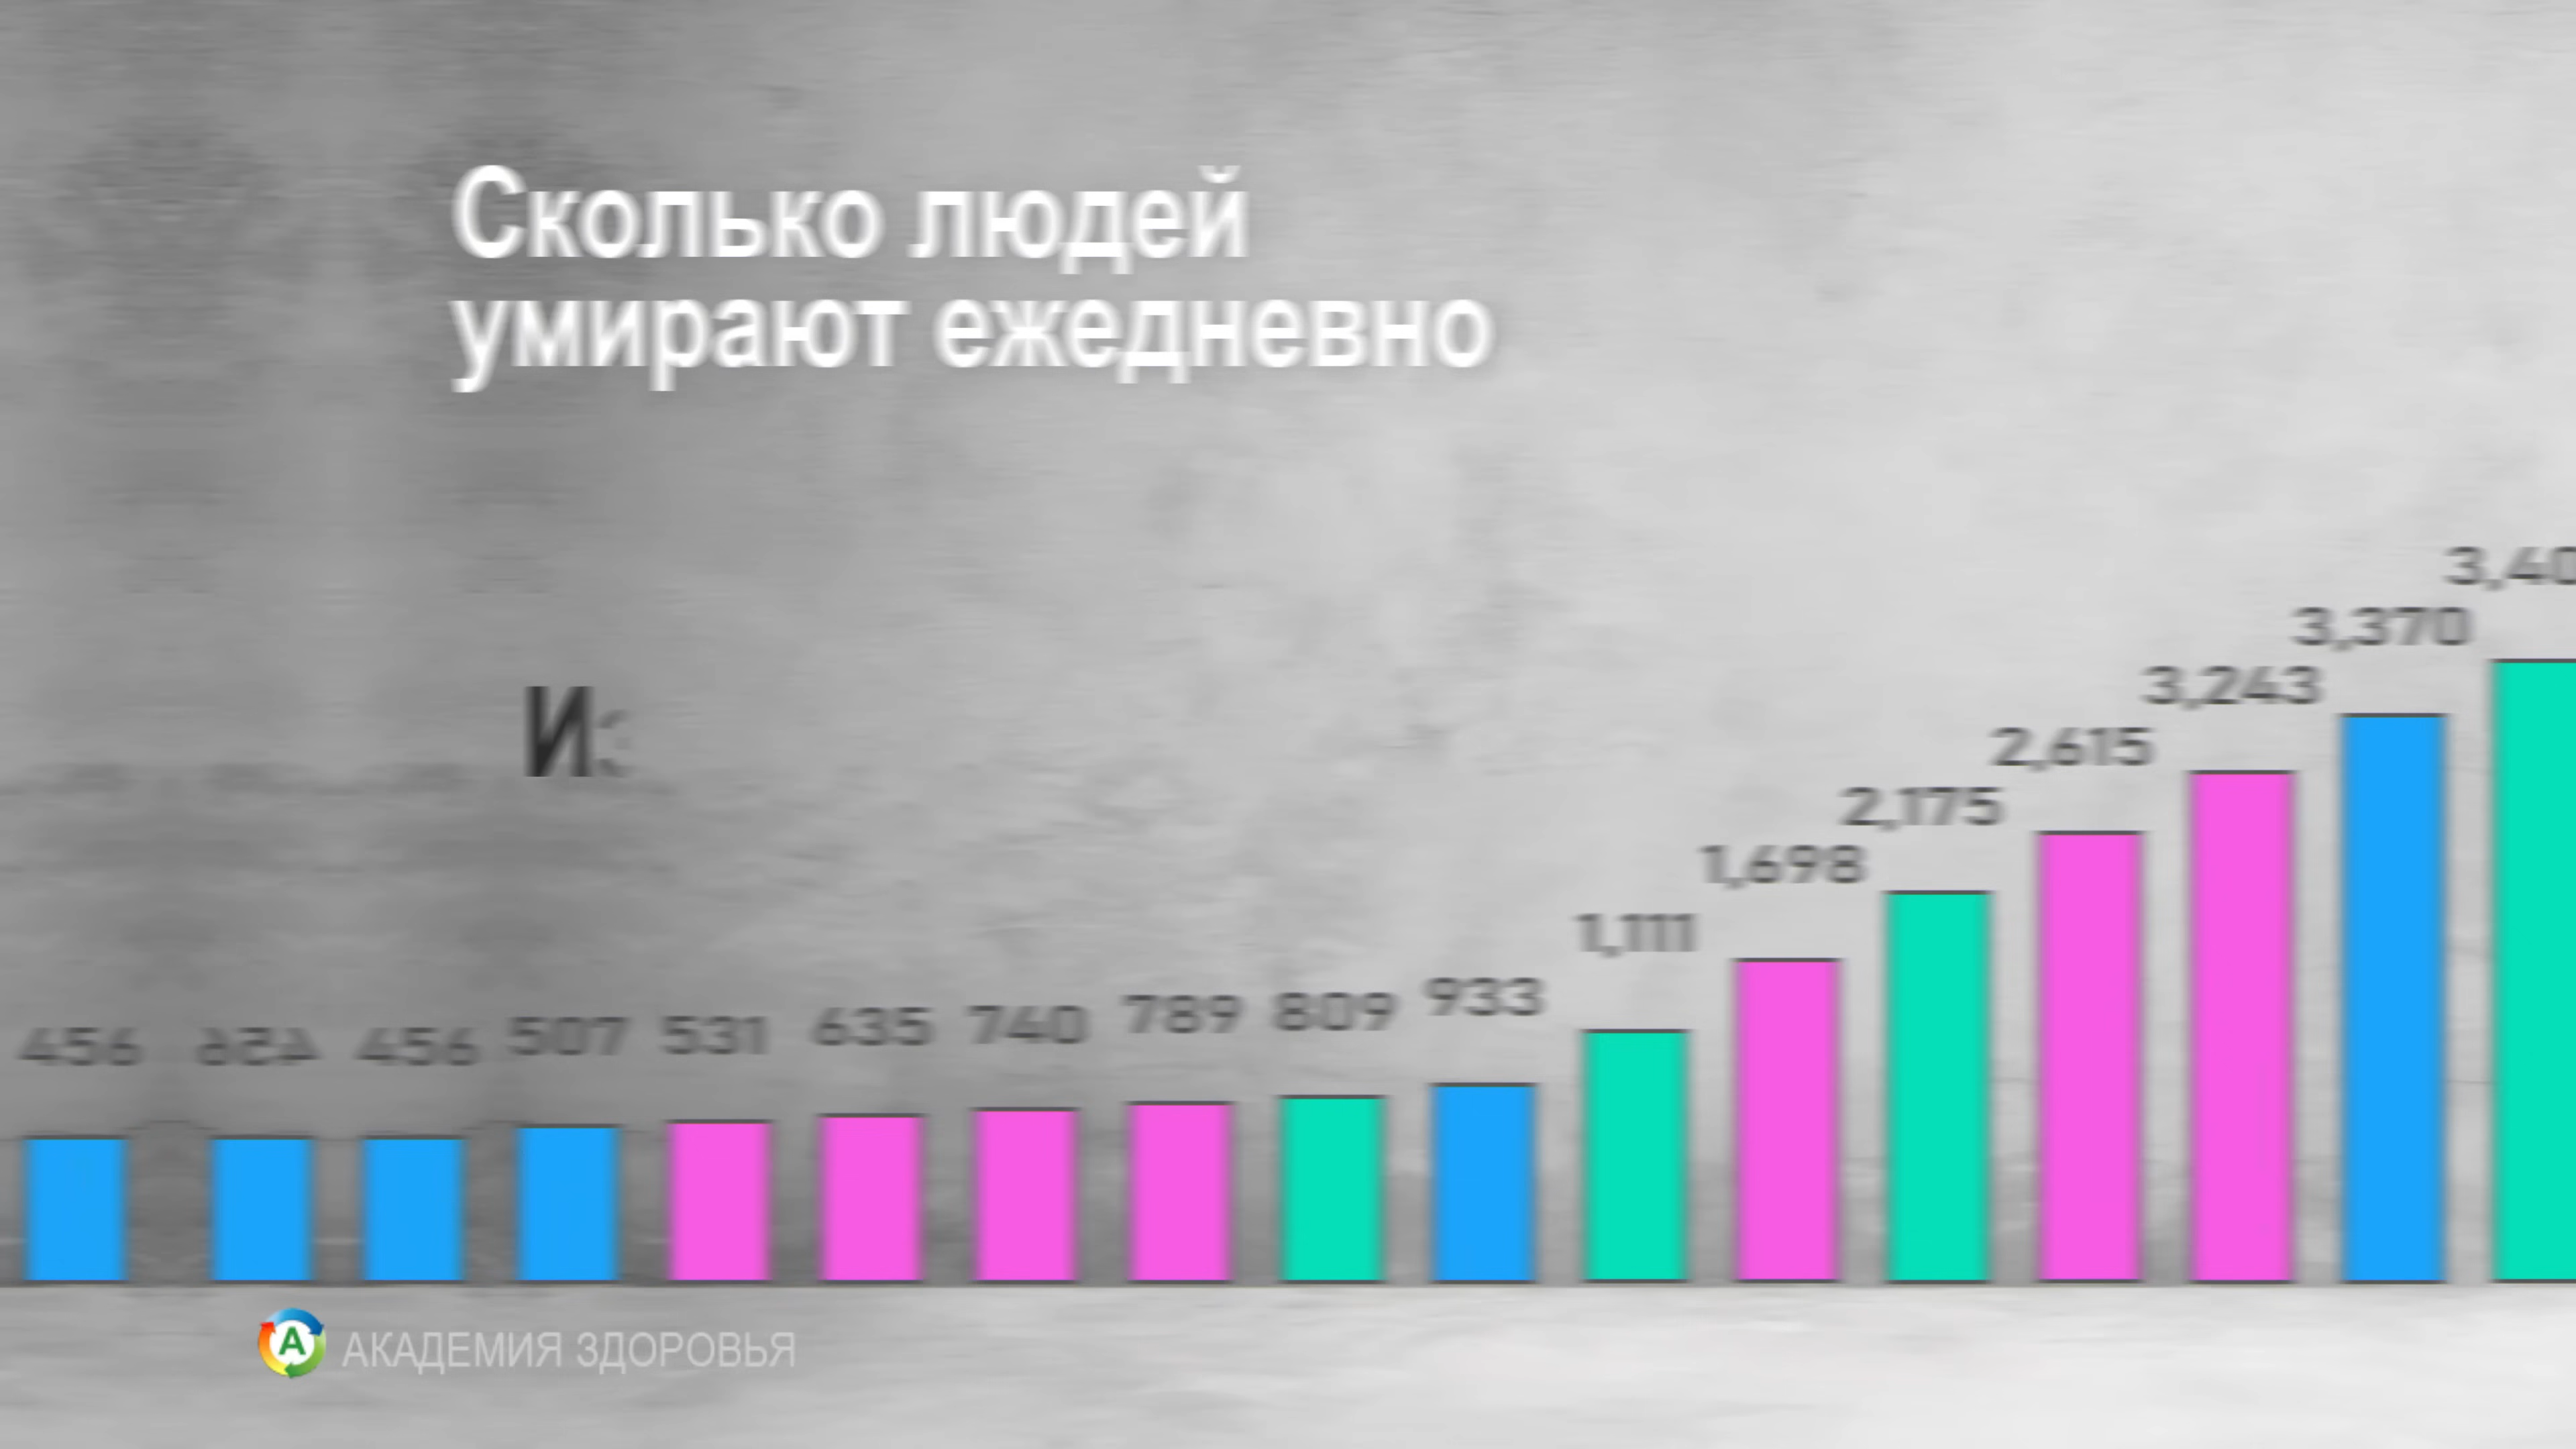 Сколько людей
умирают ежедневно
И
3,370
3,243
2,615
2,175
1,698
1,111
456 456 507 531 635 740 789 809 933
АКАДЕМИЯ ЗДОРОВЬЯ